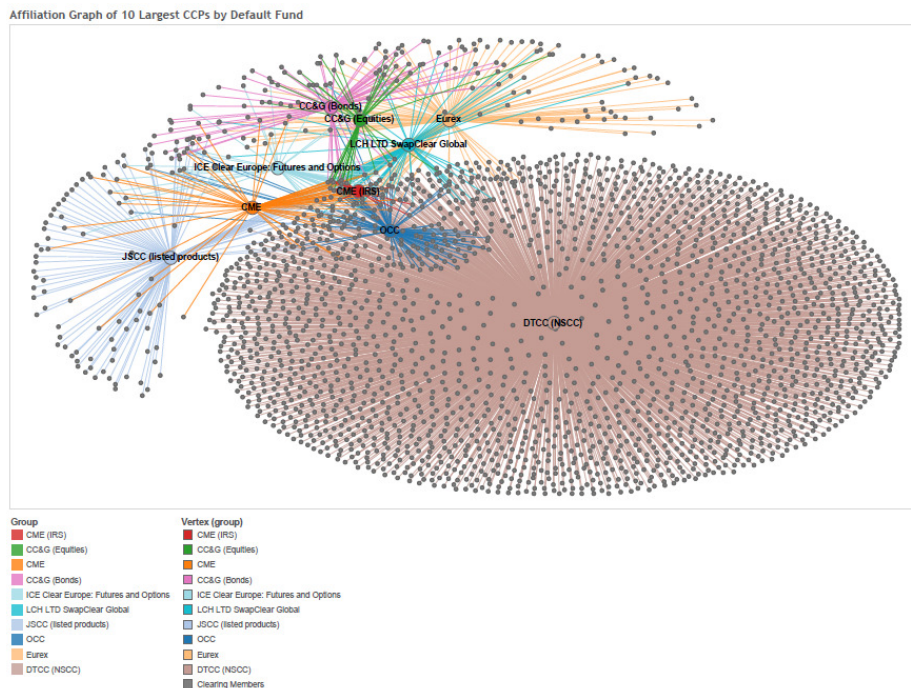 Affiliation Graph of 10 Largest CCPs by Default Fund
CC&G (Bonds)
CC&G (Equities)
Eurex
LCH LTD SwapClear Global
ICE Clear Europe: Futures and Options
CME (IRS)
CME
OCC
JSCC (listed products)
DTCC (NSCC)
Group
CME (IRS)
CC&G (Equities)
CME
CC&G (Bonds)
ICE Clear Europe: Futures and Options
LCH LTD SwapClear Global
JSCC (listed products)
OCC
Eurex
DTCC (NSCC)
Vertex (group)
CME (IRS)
CC&G (Equities)
CME
CC&G (Bonds)
ICE Clear Europe: Futures and Options
LCH LTD SwapClear Global
JSCC (listed products)
OCC
Eurex
DTCC (NSCC)
Clearing Members